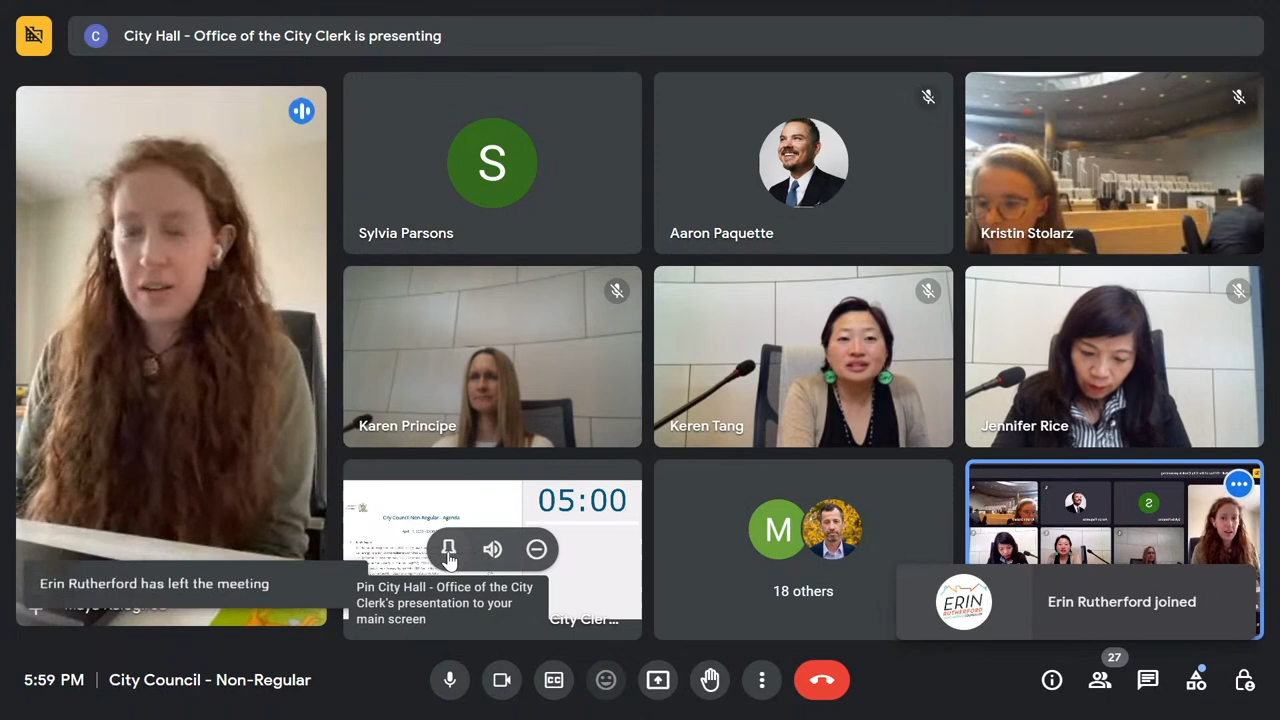 C
City Hall - Office of the City Clerk is presenting
S
Sylvia Parsons
Aaron Paquette
Kristin Stolarz
Karen Principe
Keren Tang
Jennifer Rice
City Council Non-Regular - Agenda
05:00
Pin City Hall - Office of the City
Clerk's presentation to your
main screen
City Cler...
M
18 others
Erin Rutherford has left the meeting
ERIN
RUTHERFORD
Erin Rutherford joined
5:59 PM | City Council - Non-Regular
CC
27